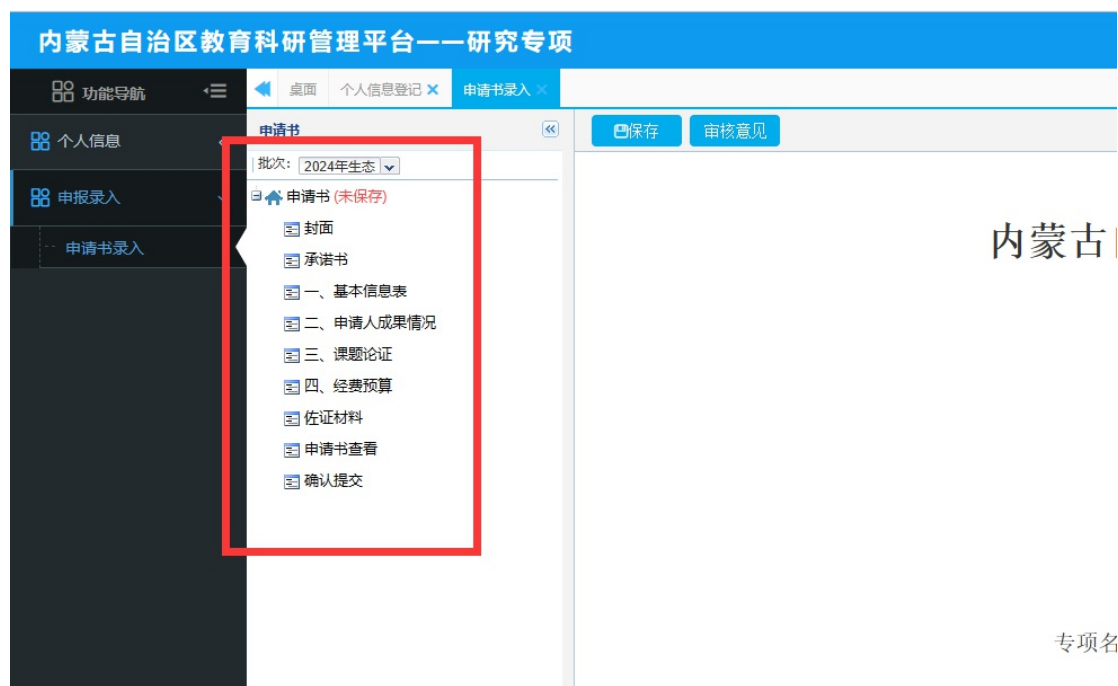 内蒙古自治区教育科研管理平台——研究专项
功能导航
桌面 个人信息登记 申请书录入
个人信息
申报录入
申请书录入
申请书
批次: 2024年生态
申请书 (未保存)
封面
承诺书
一、基本信息表
二、申请人成果情况
三、课题论证
四、经费预算
佐证材料
申请书查看
确认提交
保存 审核意见
内蒙古
专项名